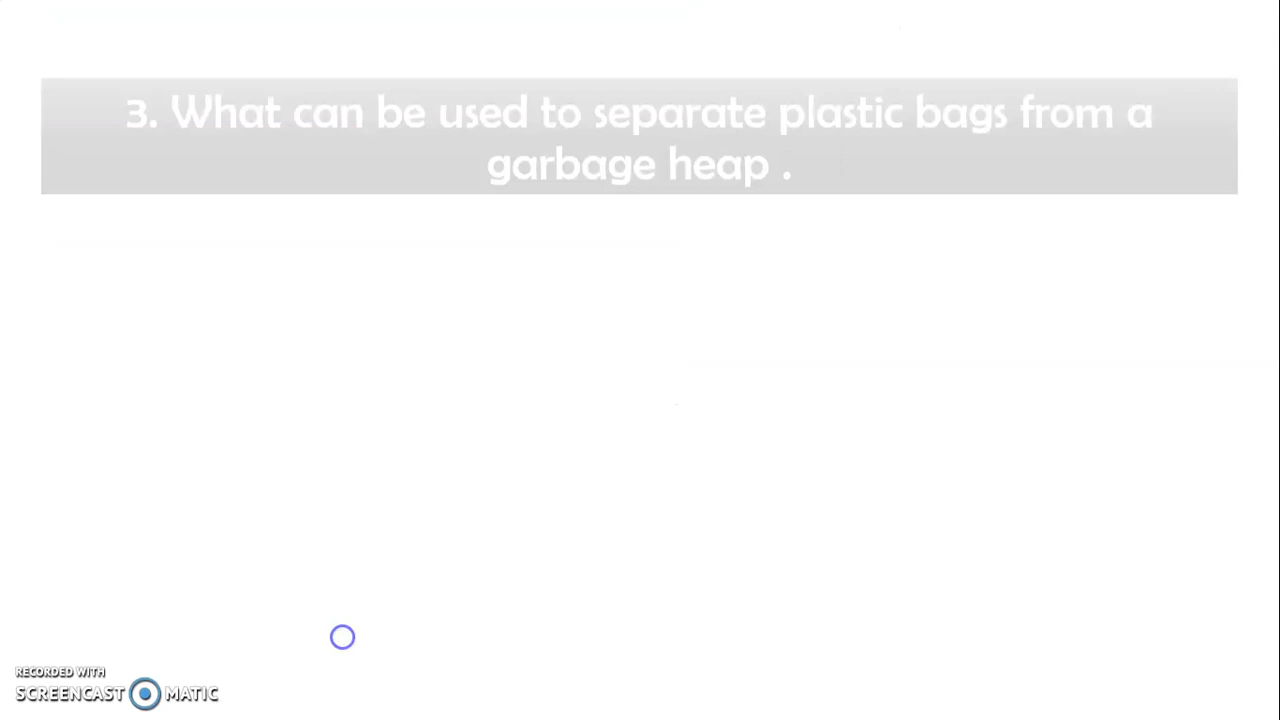 3. What can be used to separate plastic bags from a
garbage heap .
RECORDED WITH
SCREENCAST MATIC